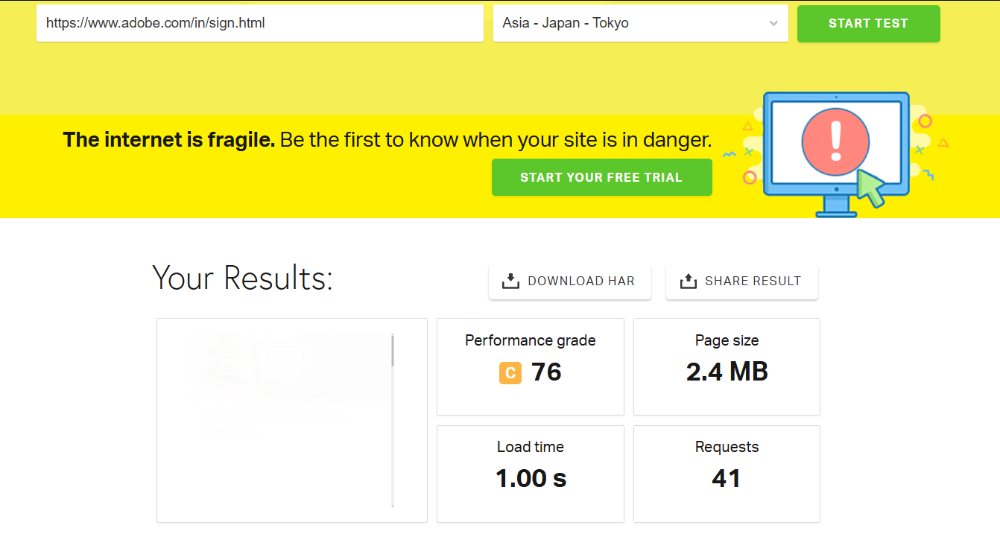 https://www.adobe.com/in/sign.html
Asia - Japan - Tokyo
START TEST
The internet is fragile. Be the first to know when your site is in danger.
START YOUR FREE TRIAL
Your Results:
DOWNLOAD HAR
SHARE RESULT
Performance grade
C 76
Page size
2.4 MB
Load time
1.00 s
Requests
41